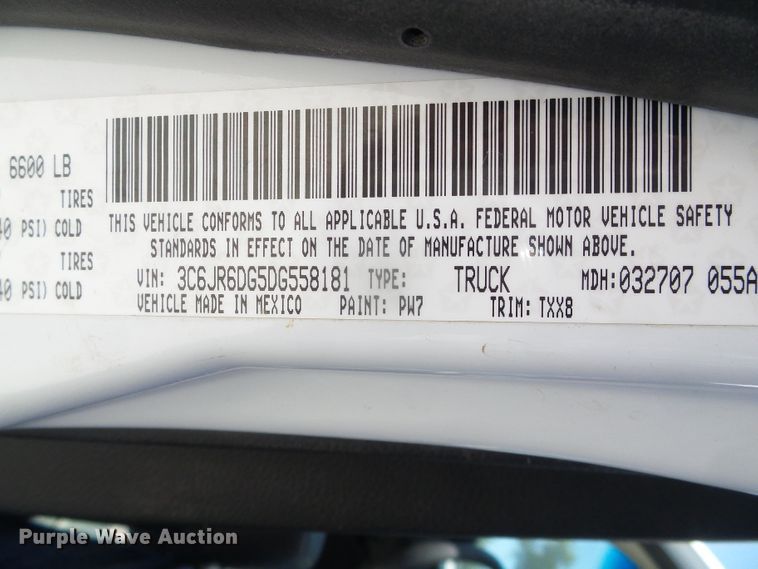 6600 LB
TIRES
40 PSI) COLD
TIRES
40 PSI) COLD
THIS VEHICLE CONFORMS TO ALL APPLICABLE U.S.A. FEDERAL MOTOR VEHICLE SAFETY
STANDARDS IN EFFECT ON THE DATE OF MANUFACTURE SHOWN ABOVE.
VIN: 3C6JR6DG5DG558181 TYPE: TRUCK MDH:032707 055A
VEHICLE MADE IN MEXICO PAINT: PW7 TRIM: TXX8
Purple Wave Auction